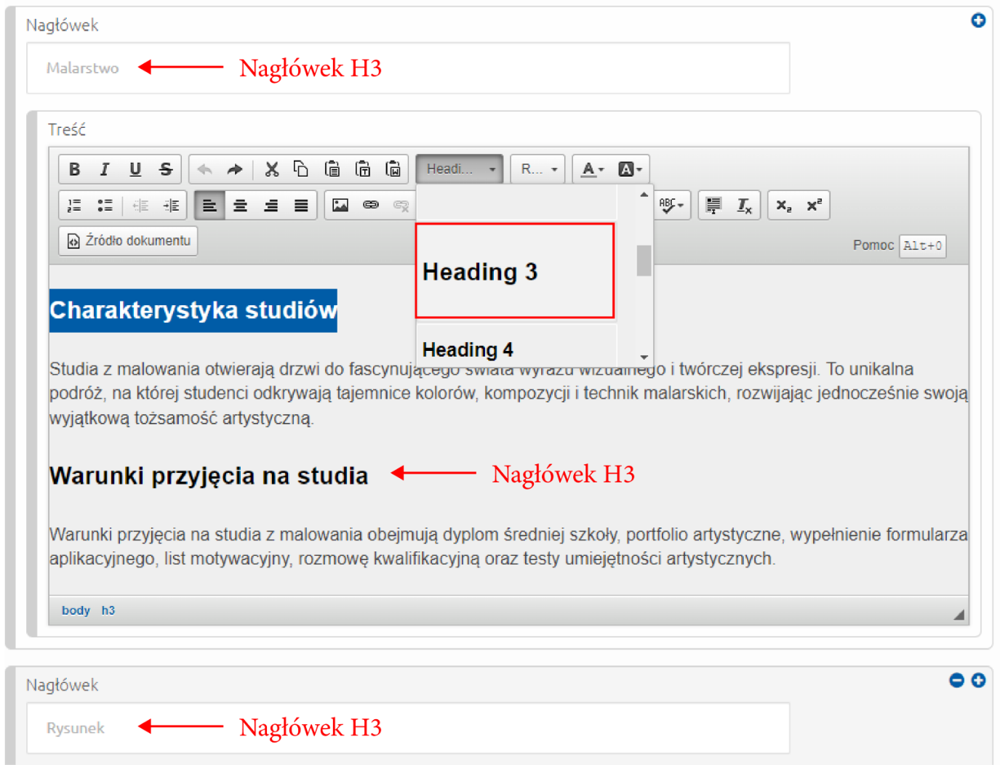 Nagłówek
Malarstwo Nagłówek H3
Treść
B I U S Headi... R... A A
ABC Ix x₂ x²
Źródło dokumentu Pomoc Alt+0
Heading 3
Charakterystyka studiów
Heading 4
Studia z malowania otwierają drzwi do fascynującego świata wyrazu wizualnego i twórczej ekspresji. To unikalna
podróż, na której studenci odkrywają tajemnice kolorów, kompozycji i technik malarskich, rozwijając jednocześnie swoją
wyjątkową tożsamość artystyczną.
Warunki przyjęcia na studia Nagłówek H3
Warunki przyjęcia na studia z malowania obejmują dyplom średniej szkoły, portfolio artystyczne, wypełnienie formularza
aplikacyjnego, list motywacyjny, rozmowę kwalifikacyjną oraz testy umiejętności artystycznych.
body h3
Nagłówek
Rysunek Nagłówek H3